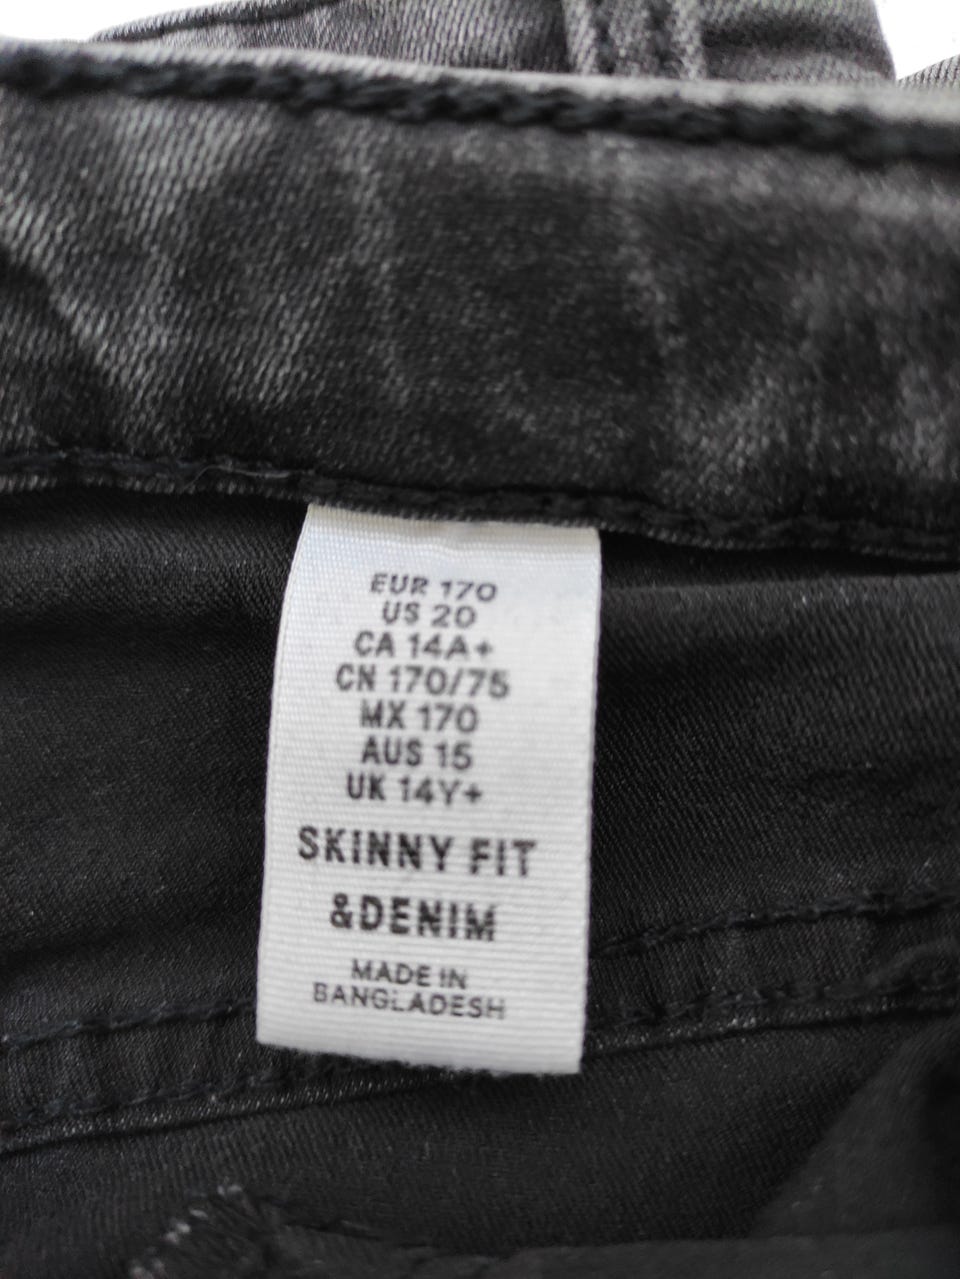 EUR 170
US 20
CA 14A+
CN 170/75
MX 170
AUS 15
UK 14Y+
SKINNY FIT
&DENIM
MADE IN
BANGLADESH